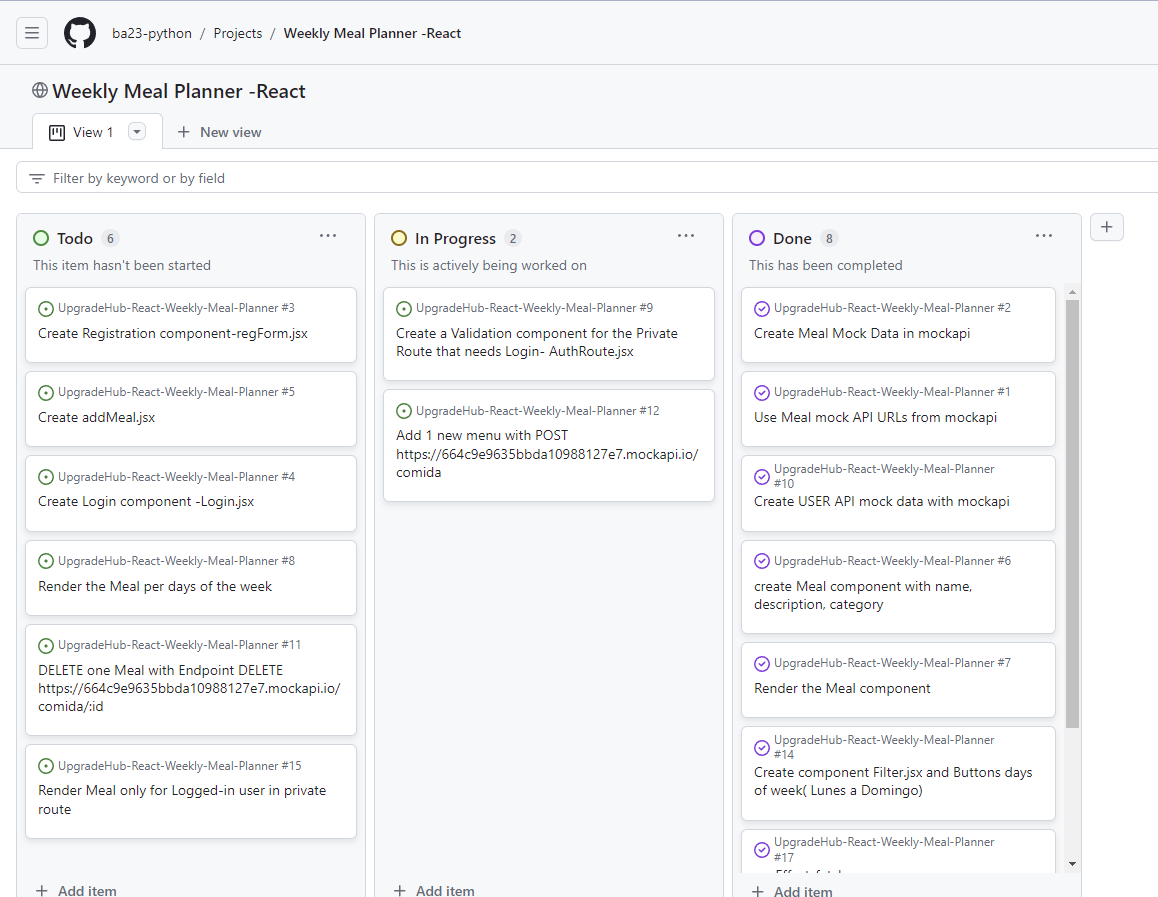 ba23-python / Projects / Weekly Meal Planner -React
Weekly Meal Planner -React
View 1
New view
Filter by keyword or by field
Todo 6
This item hasn't been started
UpgradeHub-React-Weekly-Meal-Planner #3
Create Registration component-regForm.jsx
UpgradeHub-React-Weekly-Meal-Planner #5
Create addMeal.jsx
UpgradeHub-React-Weekly-Meal-Planner #4
Create Login component -Login.jsx
UpgradeHub-React-Weekly-Meal-Planner #8
Render the Meal per days of the week
UpgradeHub-React-Weekly-Meal-Planner #11
DELETE one Meal with Endpoint DELETE
https://664c9e9635bbda10988127e7.mockapi.io/
comida/:id
UpgradeHub-React-Weekly-Meal-Planner #15
Render Meal only for Logged-in user in private
route
Add item
In Progress 2
This is actively being worked on
UpgradeHub-React-Weekly-Meal-Planner #9
Create a Validation component for the Private
Route that needs Login- AuthRoute.jsx
UpgradeHub-React-Weekly-Meal-Planner #12
Add 1 new menu with POST
https://664c9e9635bbda10988127e7.mockapi.io/
comida
Add item
Done 8
This has been completed
UpgradeHub-React-Weekly-Meal-Planner #2
Create Meal Mock Data in mockapi
UpgradeHub-React-Weekly-Meal-Planner #1
Use Meal mock API URLs from mockapi
UpgradeHub-React-Weekly-Meal-Planner
#10
Create USER API mock data with mockapi
UpgradeHub-React-Weekly-Meal-Planner #6
create Meal component with name,
description, category
UpgradeHub-React-Weekly-Meal-Planner #7
Render the Meal component
UpgradeHub-React-Weekly-Meal-Planner
#14
Create component Filter.jsx and Buttons days
of week( Lunes a Domingo)
UpgradeHub-React-Weekly-Meal-Planner
#17
Add item